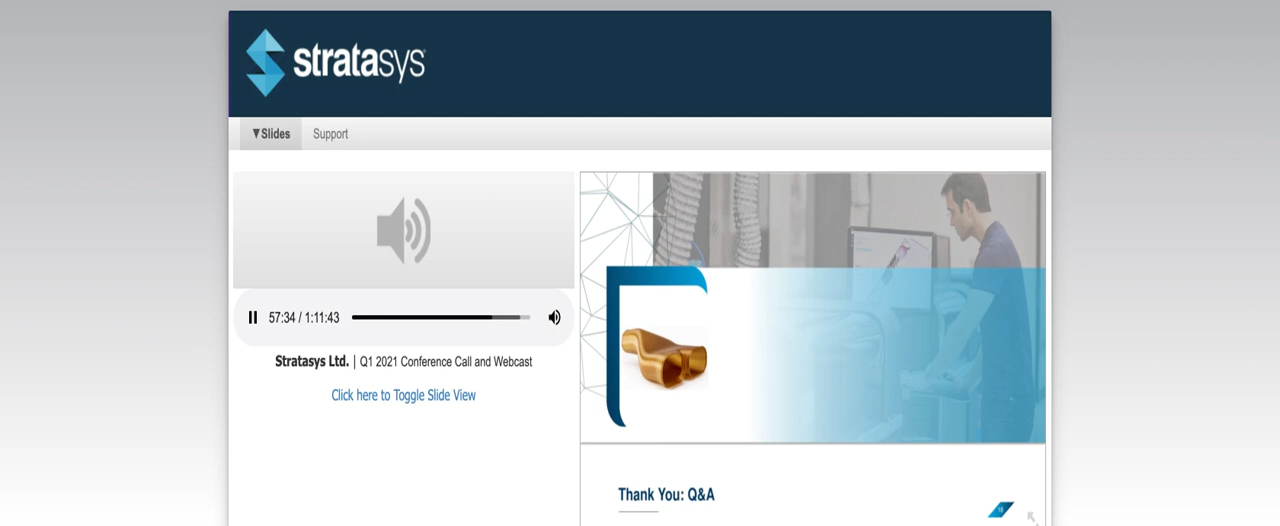 stratasys
▼Slides
Support
57:34 / 1:11:43
Stratasys Ltd. | Q1 2021 Conference Call and Webcast
Click here to Toggle Slide View
Thank You: Q&A